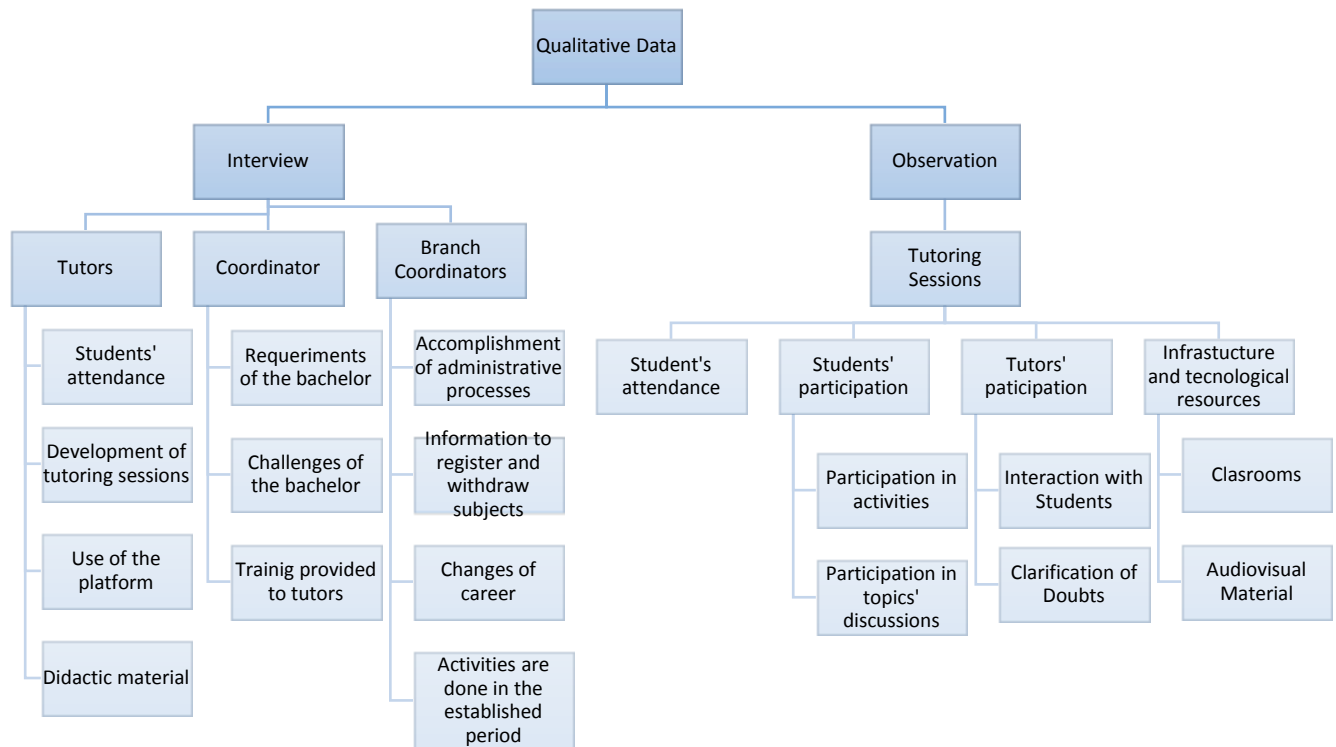 Qualitative Data
Interview
Observation
Tutors
Coordinator
Branch
Coordinators
Tutoring
Sessions
Students'
attendance
Development of
tutoring sessions
Use of the
platform
Didactic material
Requeriments
of the bachelor
Challenges of
the bachelor
Trainig provided
to tutors
Accomplishment
of administrative
processes
Information to
register and
withdraw
subjects
Changes of
career
Activities are
done in the
established
period
Student's
attendance
Students'
participation
Participation in
activities
Participation in
topics'
discussions
Tutors'
paticipation
Interaction with
Students
Clarification of
Doubts
Infrastucture
and tecnological
resources
Clasrooms
Audiovisual
Material